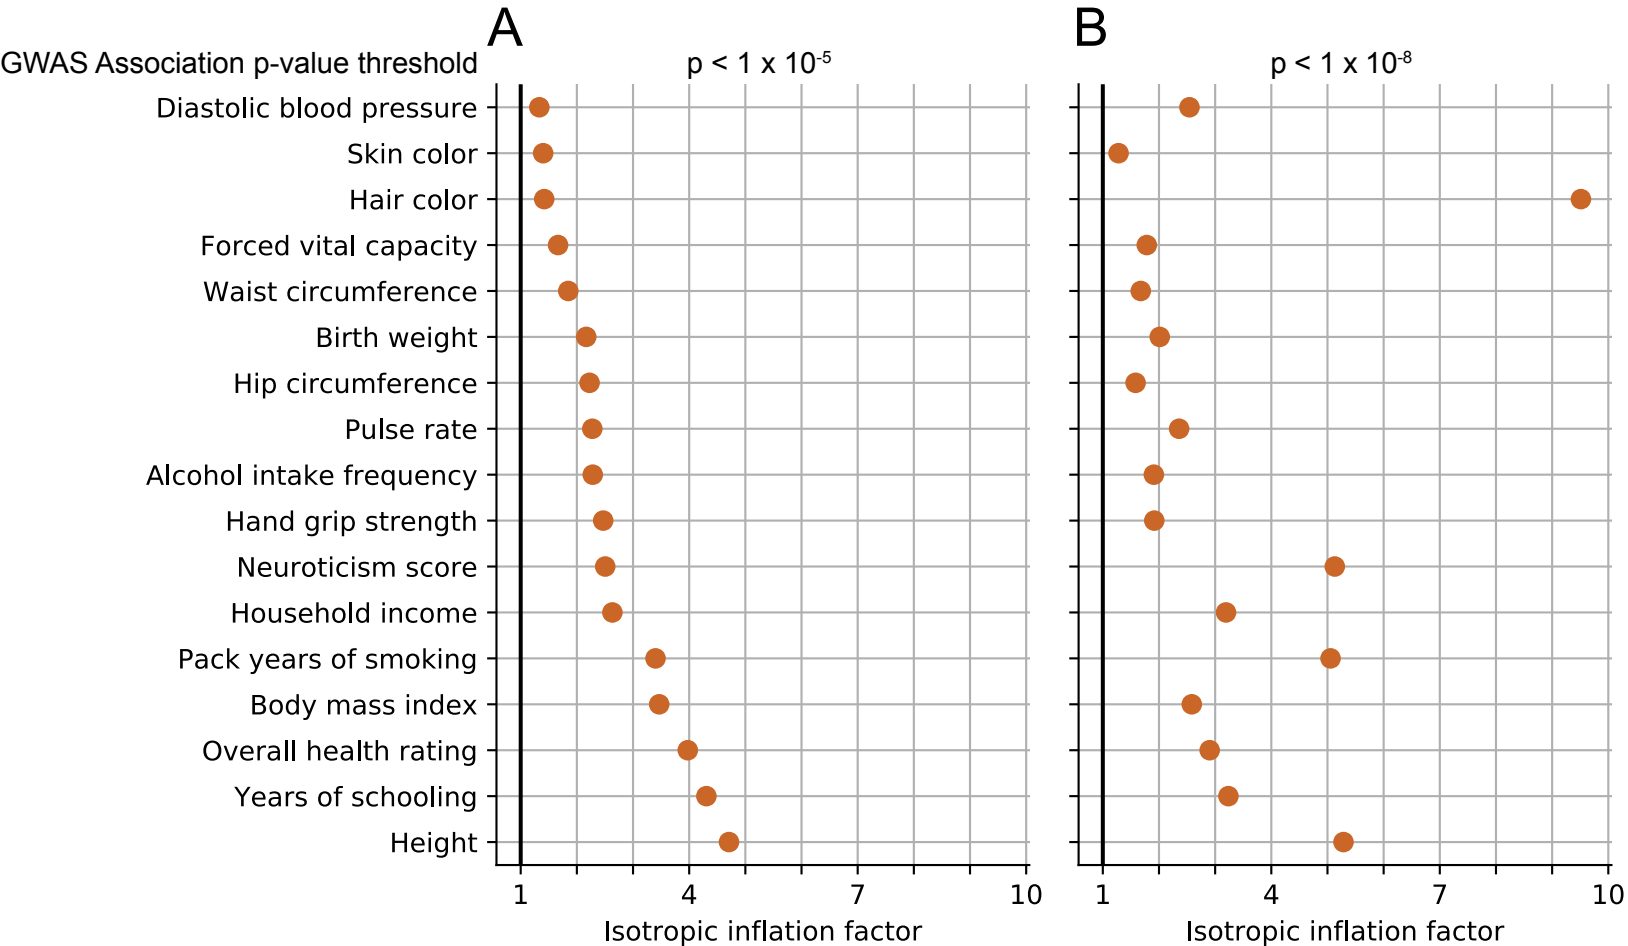 A
B
GWAS Association p-value threshold
p < 1 x 10⁻⁵
p < 1 x 10⁻⁸
Diastolic blood pressure
Skin color
Hair color
Forced vital capacity
Waist circumference
Birth weight
Hip circumference
Pulse rate
Alcohol intake frequency
Hand grip strength
Neuroticism score
Household income
Pack years of smoking
Body mass index
Overall health rating
Years of schooling
Height
1 4 7 10
1 4 7 10
Isotropic inflation factor
Isotropic inflation factor